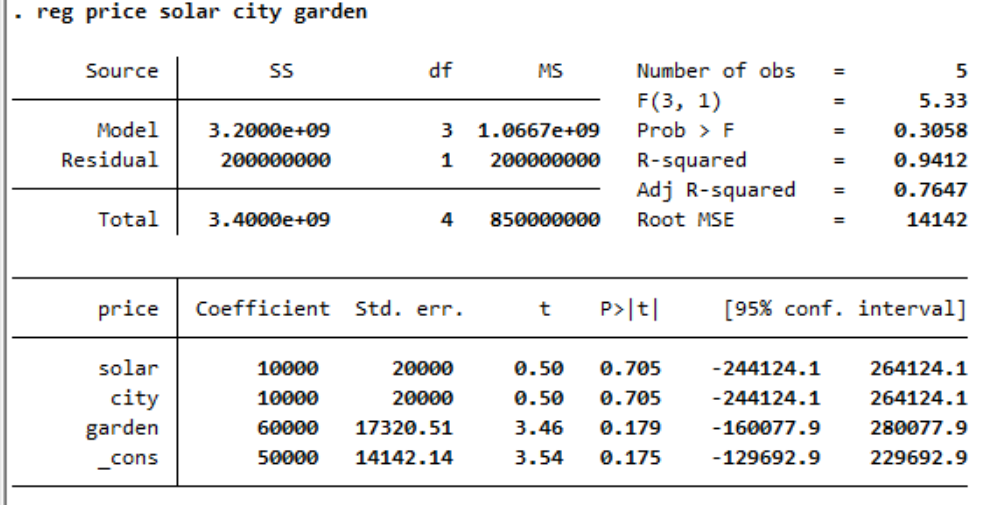 . reg price solar city garden
Source SS df MS Number of obs = 5
F(3, 1) = 5.33
Model 3.2000e+09 3 1.0667e+09 Prob > F = 0.3058
Residual 200000000 1 200000000 R-squared = 0.9412
Adj R-squared = 0.7647
Total 3.4000e+09 4 850000000 Root MSE = 14142
price Coefficient Std. err. t P>|t| [95% conf. interval]
solar 10000 20000 0.50 0.705 -244124.1 264124.1
city 10000 20000 0.50 0.705 -244124.1 264124.1
garden 60000 17320.51 3.46 0.179 -160077.9 280077.9
_cons 50000 14142.14 3.54 0.175 -129692.9 229692.9